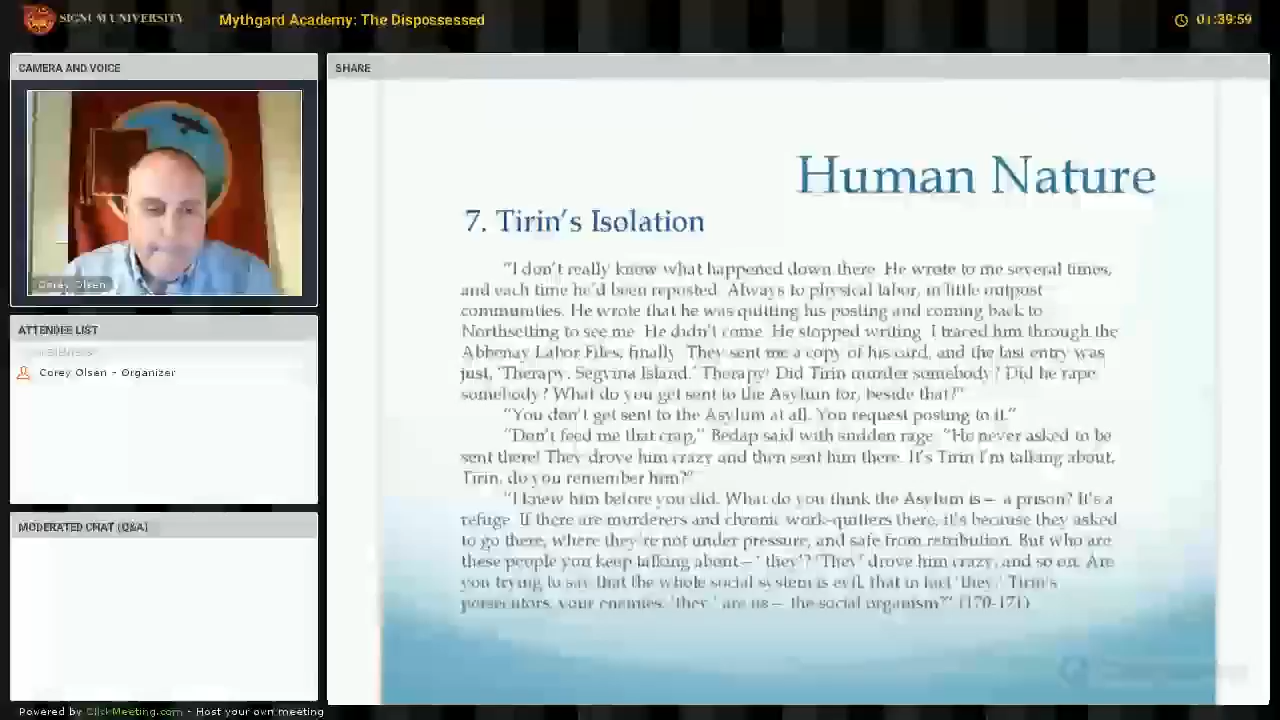 SIGNUM UNIVERSITY
Mythgard Academy: The Dispossessed
01:39:59
CAMERA AND VOICE
SHARE
Corey Olsen
ATTENDEE LIST
Corey Olsen - Organizer
MODERATED CHAT (Q&A)
Human Nature
7. Tirin's Isolation
"I don't really know what happened down there. He wrote to me several times,
and each time he'd been reposted. Always to physical labor, in little outpost
communities. He wrote that he was quitting his posting and coming back to
Northsetting to see me. He didn't come. He stopped writing. I traced him through the
Abbenay Labor Files, finally. They sent me a copy of his card, and the last entry was
just, 'Therapy. Segvina Island.' Therapy! Did Tirin murder somebody? Did he rape
somebody? What do you get sent to the Asylum for, beside that?"
"You don't get sent to the Asylum at all. You request posting to it."
"Don't feed me that crap," Bedap said with sudden rage. "He never asked to be
sent there! They drove him crazy and then sent him there. It's Tirin I'm talking about,
Tirin, do you remember him?"
"I knew him before you did. What do you think the Asylum is — a prison? It's a
refuge. If there are murderers and chronic work-quitters there, it's because they asked
to go there, where they're not under pressure, and safe from retribution. But who are
these people you keep talking about — 'they'? 'They' drove him crazy, and so on. Are
you trying to say that the whole social system is evil, that in fact 'they,' Tirin's
persecutors, your enemies, 'they,' are us — the social organism?" (170-171)
Powered by ClickMeeting.com - Host your own meeting